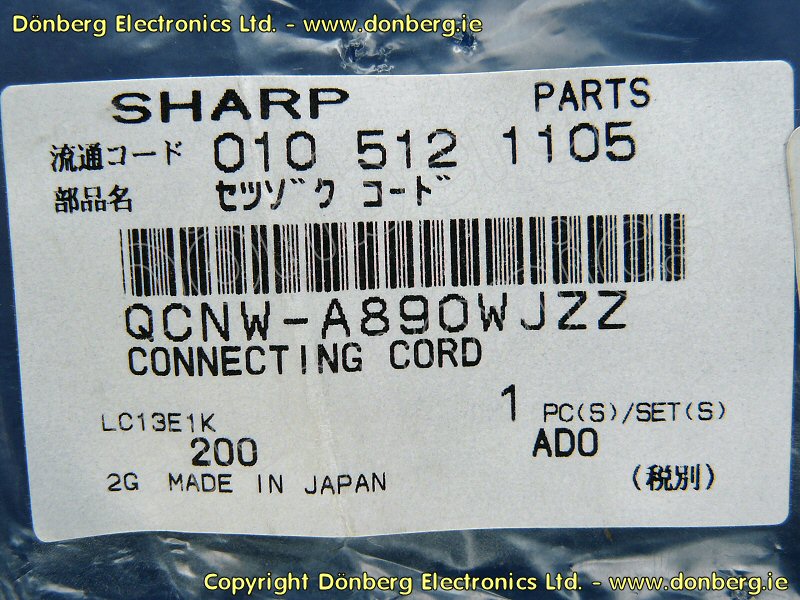 Dönberg Electronics Ltd. - www.donberg.ie
SHARP PARTS
流通コード 010 512 1105
部品名 セツゾク コード
QCNW-A890WJZZ
CONNECTING CORD
LC13E1K 1 PC(S)/SET(S)
200 ADO
2G MADE IN JAPAN (税別)
Copyright Dönberg Electronics Ltd. - www.donberg.ie